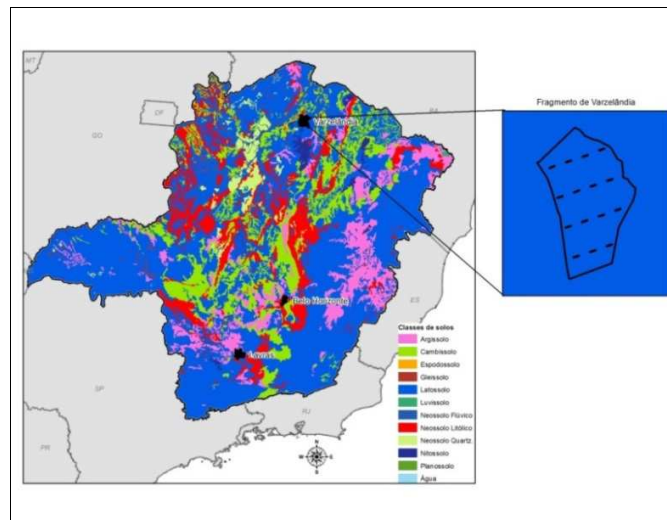 MT
DF
GO
BA
Varzelândia
Fragmento de Varzelândia
Belo Horizonte
ES
Lavras
SP
RJ
PR
Classes de solos
Argissolo
Cambissolo
Espodossolo
Gleissolo
Latossolo
Luvissolo
Neossolo Flúvico
Neossolo Litólico
Neossolo Quartz.
Nitossolo
Planossolo
Água
N
W
E
S